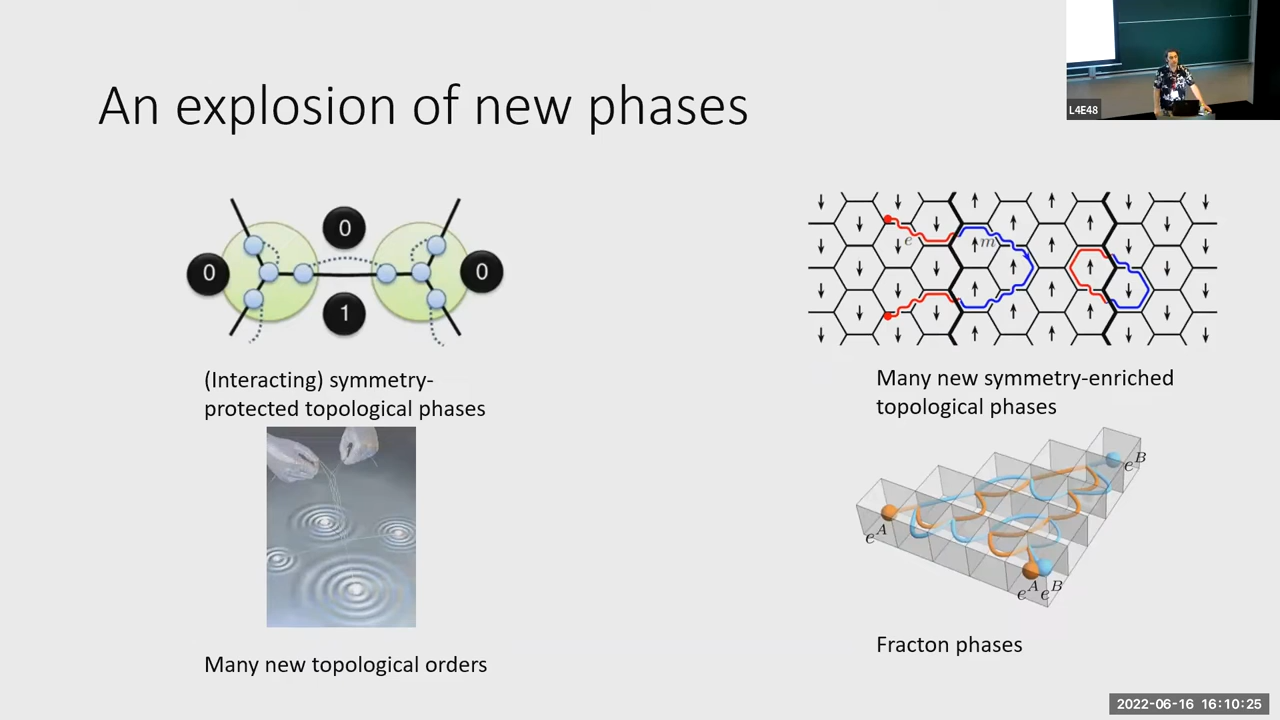 An explosion of new phases
L4E48
0
0
0
1
(Interacting) symmetry-
protected topological phases
e
m
Many new symmetry-enriched
topological phases
Many new topological orders
e^B
e^A
e^A e^B
Fracton phases
2022-06-16 16:10:25